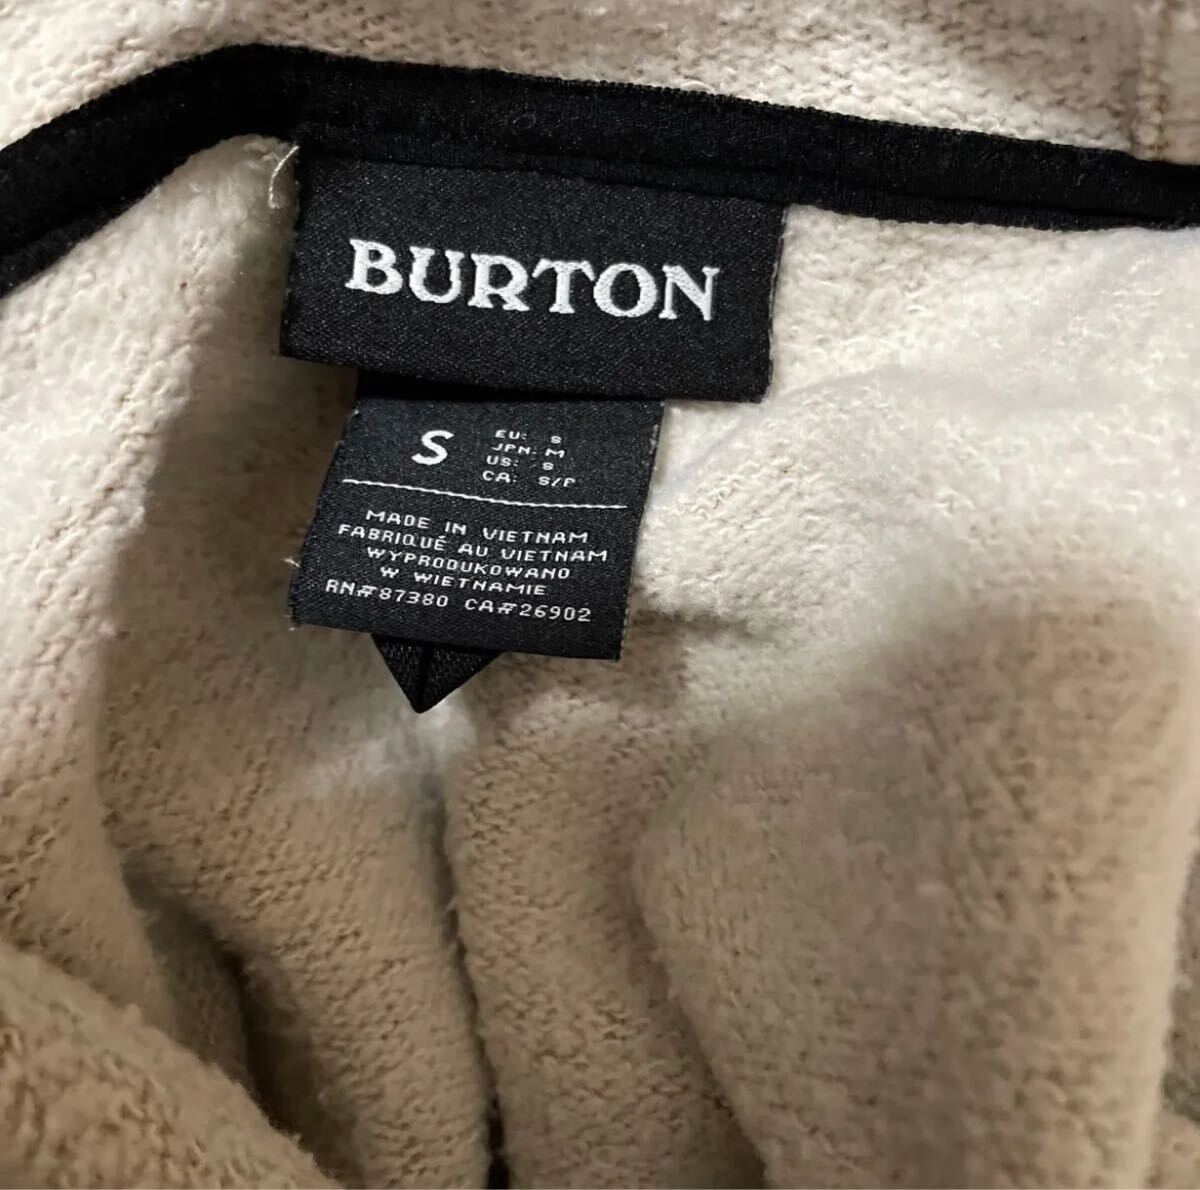 BURTON
S
EU: S
JPN: M
US: S
CA: S/P
MADE IN VIETNAM
FABRIQUÉ AU VIETNAM
WYPRODUKOWANO
W WIETNAMIE
RN#87380 CA#26902